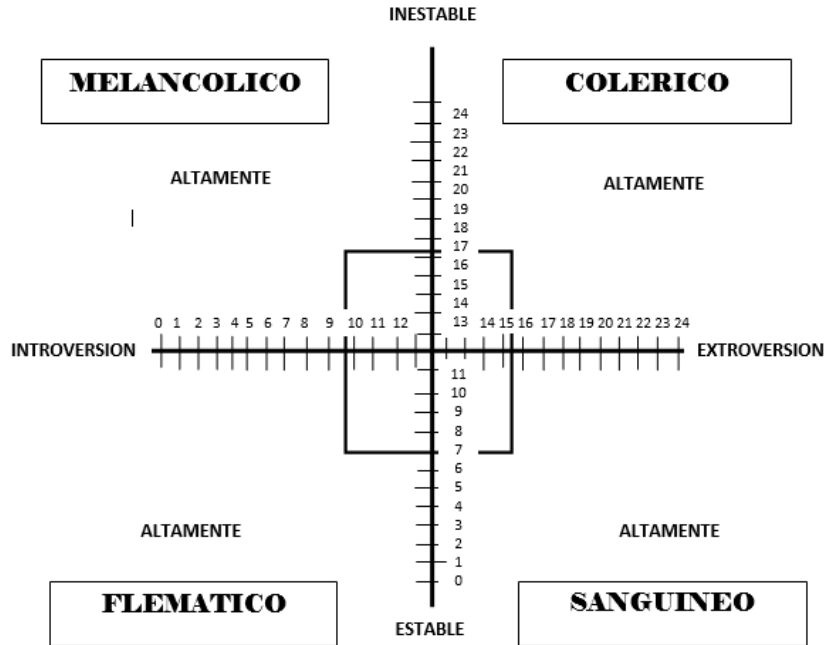 INESTABLE
MELANCOLICO
COLERICO
24
23
22
21
20
19
18
17
16
15
14
13
ALTAMENTE
ALTAMENTE
0 1 2 3 4 5 6 7 8 9 10 11 12
14 15 16 17 18 19 20 21 22 23 24
INTROVERSION
EXTROVERSION
11
10
9
8
7
6
5
4
3
2
1
0
ALTAMENTE
ALTAMENTE
FLEMATICO
SANGUINEO
ESTABLE